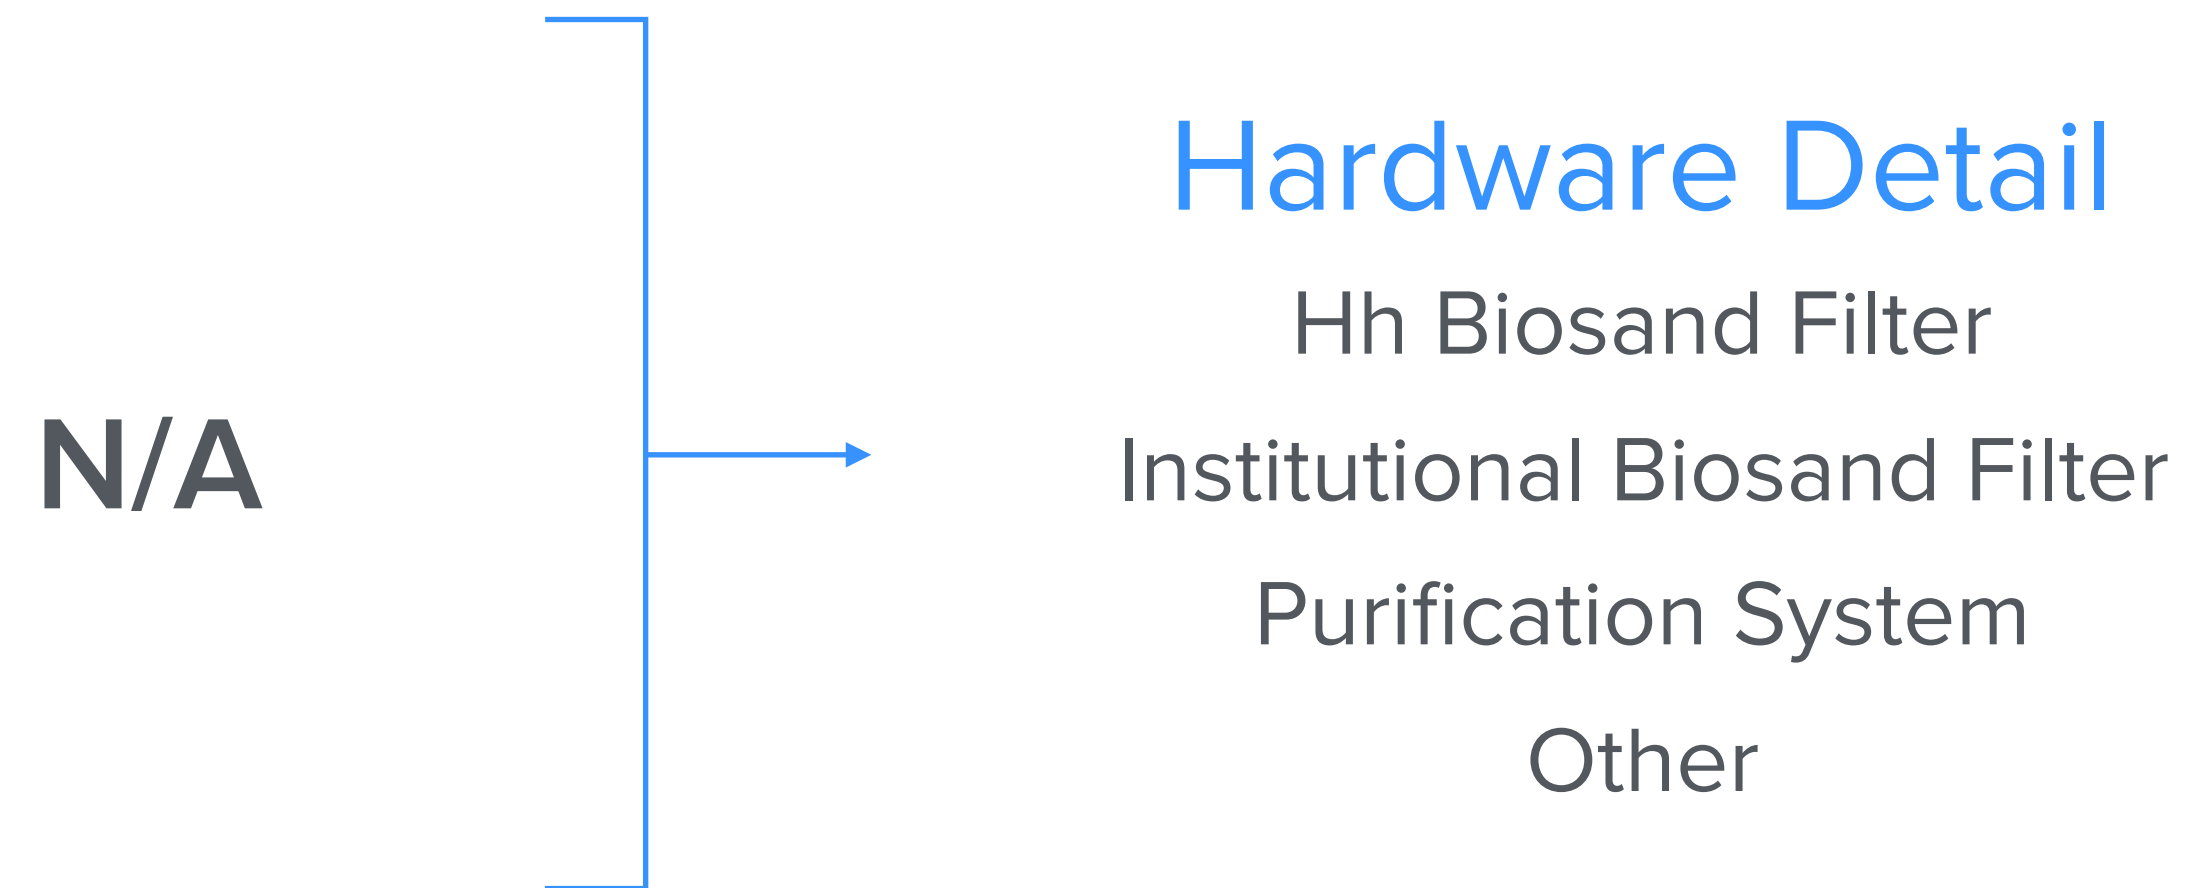 N/A
Hardware Detail
Hh Biosand Filter
Institutional Biosand Filter
Purification System
Other